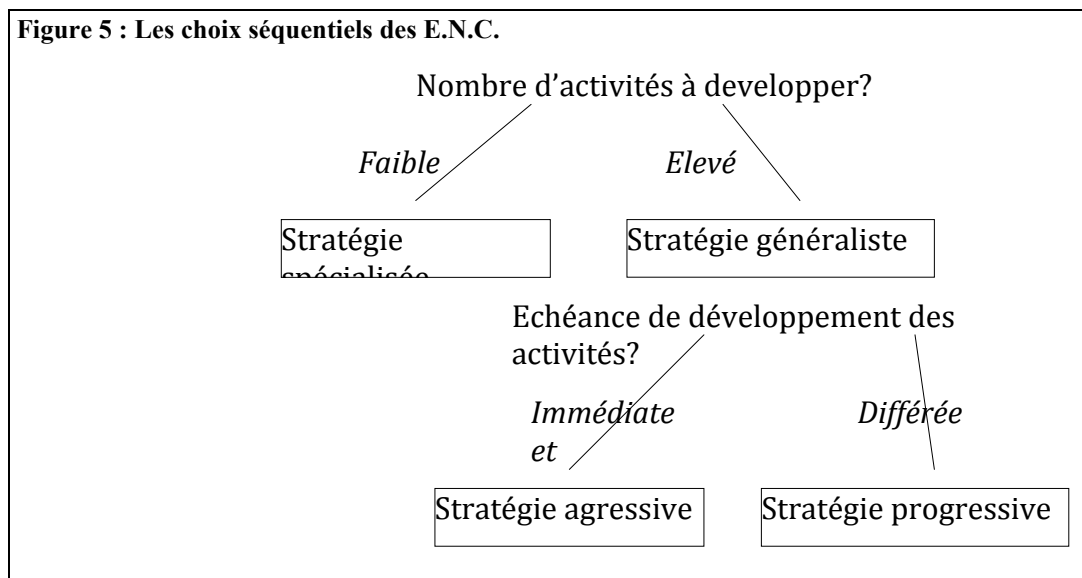 Figure 5 : Les choix séquentiels des E.N.C.
Nombre d'activités à developper?
Faible
Elevé
Stratégie
spécialisée
Stratégie généraliste
Echéance de développement des
activités?
Immédiate
et
Différée
Stratégie agressive
Stratégie progressive